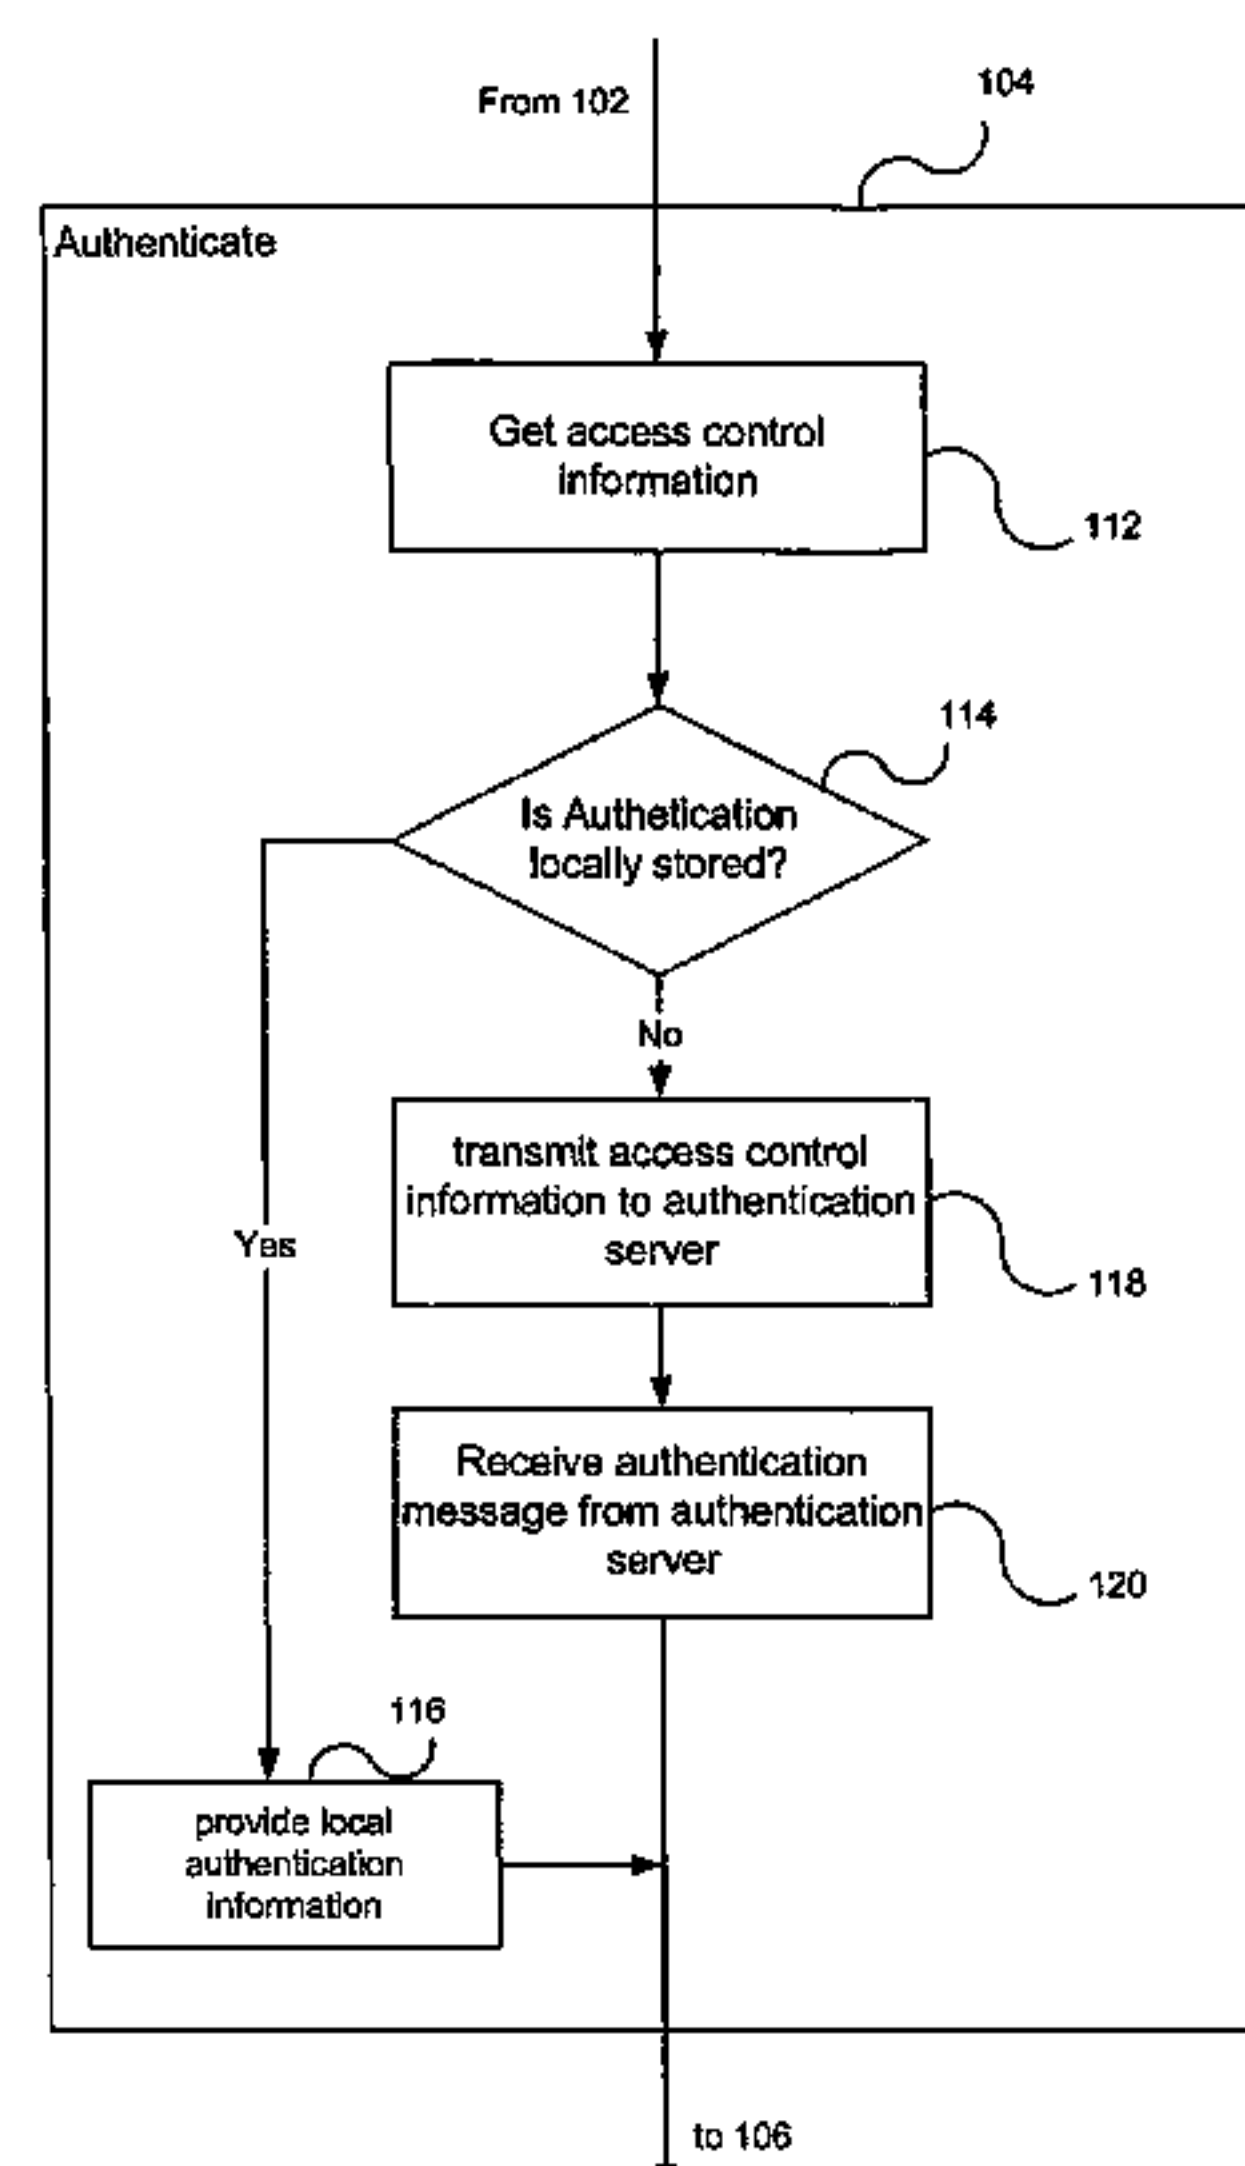 From 102
104
Authenticate
Get access control
information
112
114
Is Authetication
locally stored?
No
transmit access control
information to authentication
server
118
Yes
Receive authentication
message from authentication
server
120
116
provide local
authentication
information
to 106